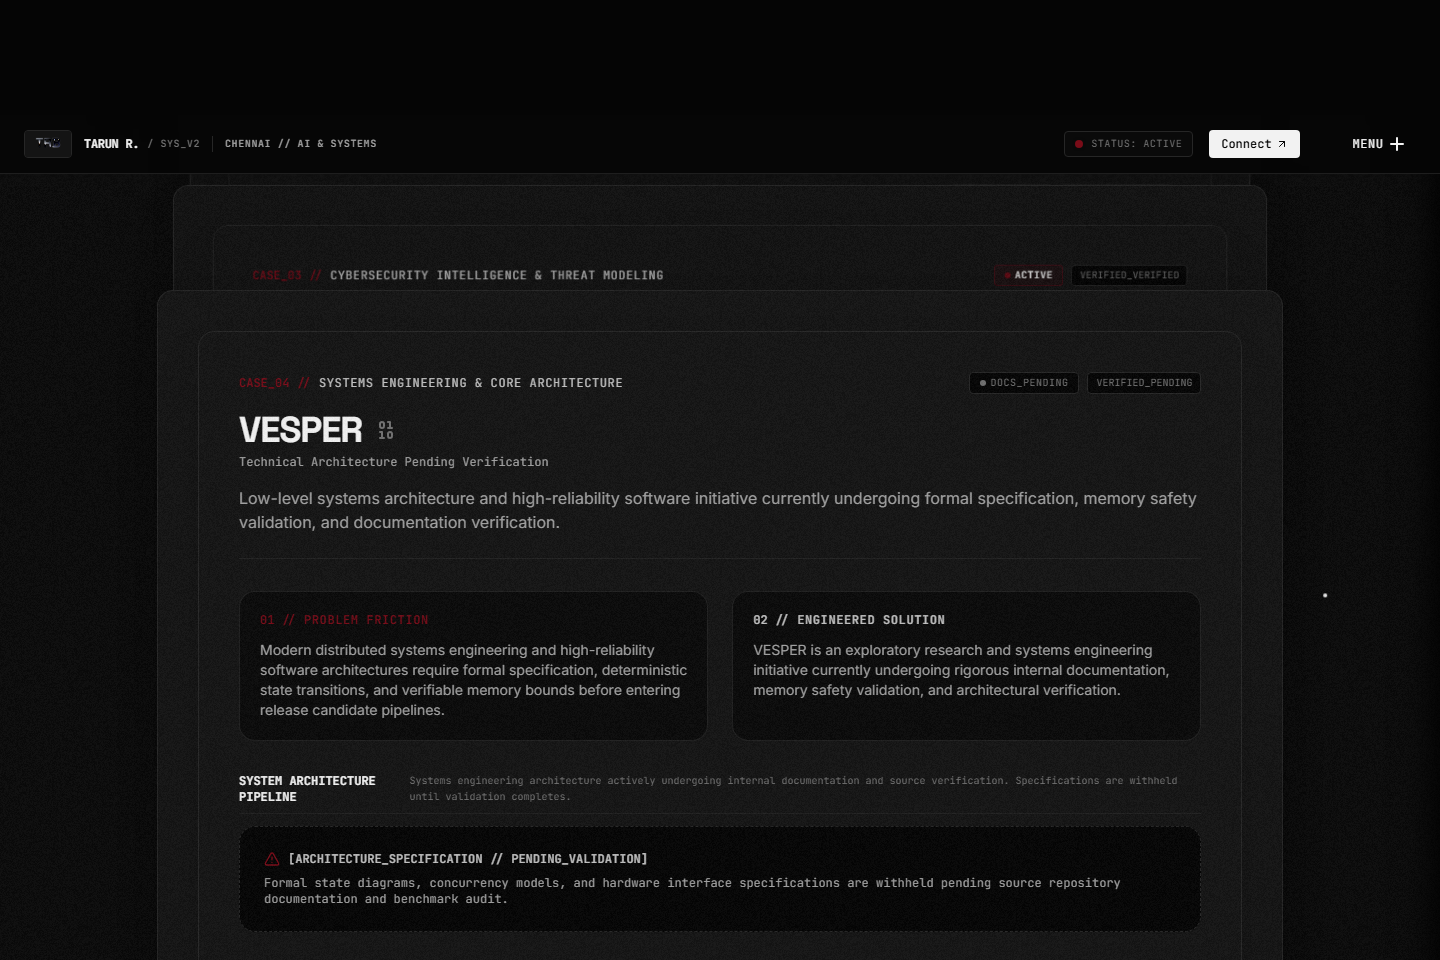 TARUN R. / SYS_V2 CHENNAI // AI & SYSTEMS STATUS: ACTIVE Connect ↗ MENU +
CASE_03 // CYBERSECURITY INTELLIGENCE & THREAT MODELING ACTIVE VERIFIED_VERIFIED
CASE_04 // SYSTEMS ENGINEERING & CORE ARCHITECTURE DOCS_PENDING VERIFIED_PENDING
VESPER 01
10
Technical Architecture Pending Verification
Low-level systems architecture and high-reliability software initiative currently undergoing formal specification, memory safety
validation, and documentation verification.
01 // PROBLEM FRICTION
Modern distributed systems engineering and high-reliability
software architectures require formal specification, deterministic
state transitions, and verifiable memory bounds before entering
release candidate pipelines.
02 // ENGINEERED SOLUTION
VESPER is an exploratory research and systems engineering
initiative currently undergoing rigorous internal documentation,
memory safety validation, and architectural verification.
SYSTEM ARCHITECTURE
PIPELINE
Systems engineering architecture actively undergoing internal documentation and source verification. Specifications are withheld
until validation completes.
[ARCHITECTURE_SPECIFICATION // PENDING_VALIDATION]
Formal state diagrams, concurrency models, and hardware interface specifications are withheld pending source repository
documentation and benchmark audit.